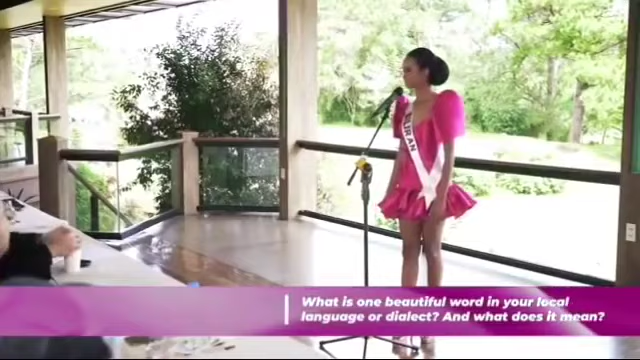 What is one beautiful word in your local
language or dialect? And what does it mean?